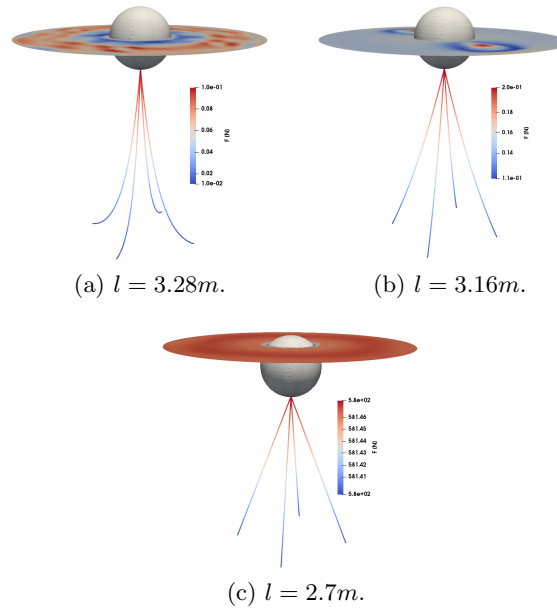 1.0e-01
0.08
0.06
0.04
0.02
1.0e-02
F (N)
2.0e-01
0.18
0.16
0.14
1.1e-01
F (N)
(a) l = 3.28m.
(b) l = 3.16m.
5.8e+02
581.46
581.45
581.44
581.43
581.42
581.41
5.8e+02
F (N)
(c) l = 2.7m.